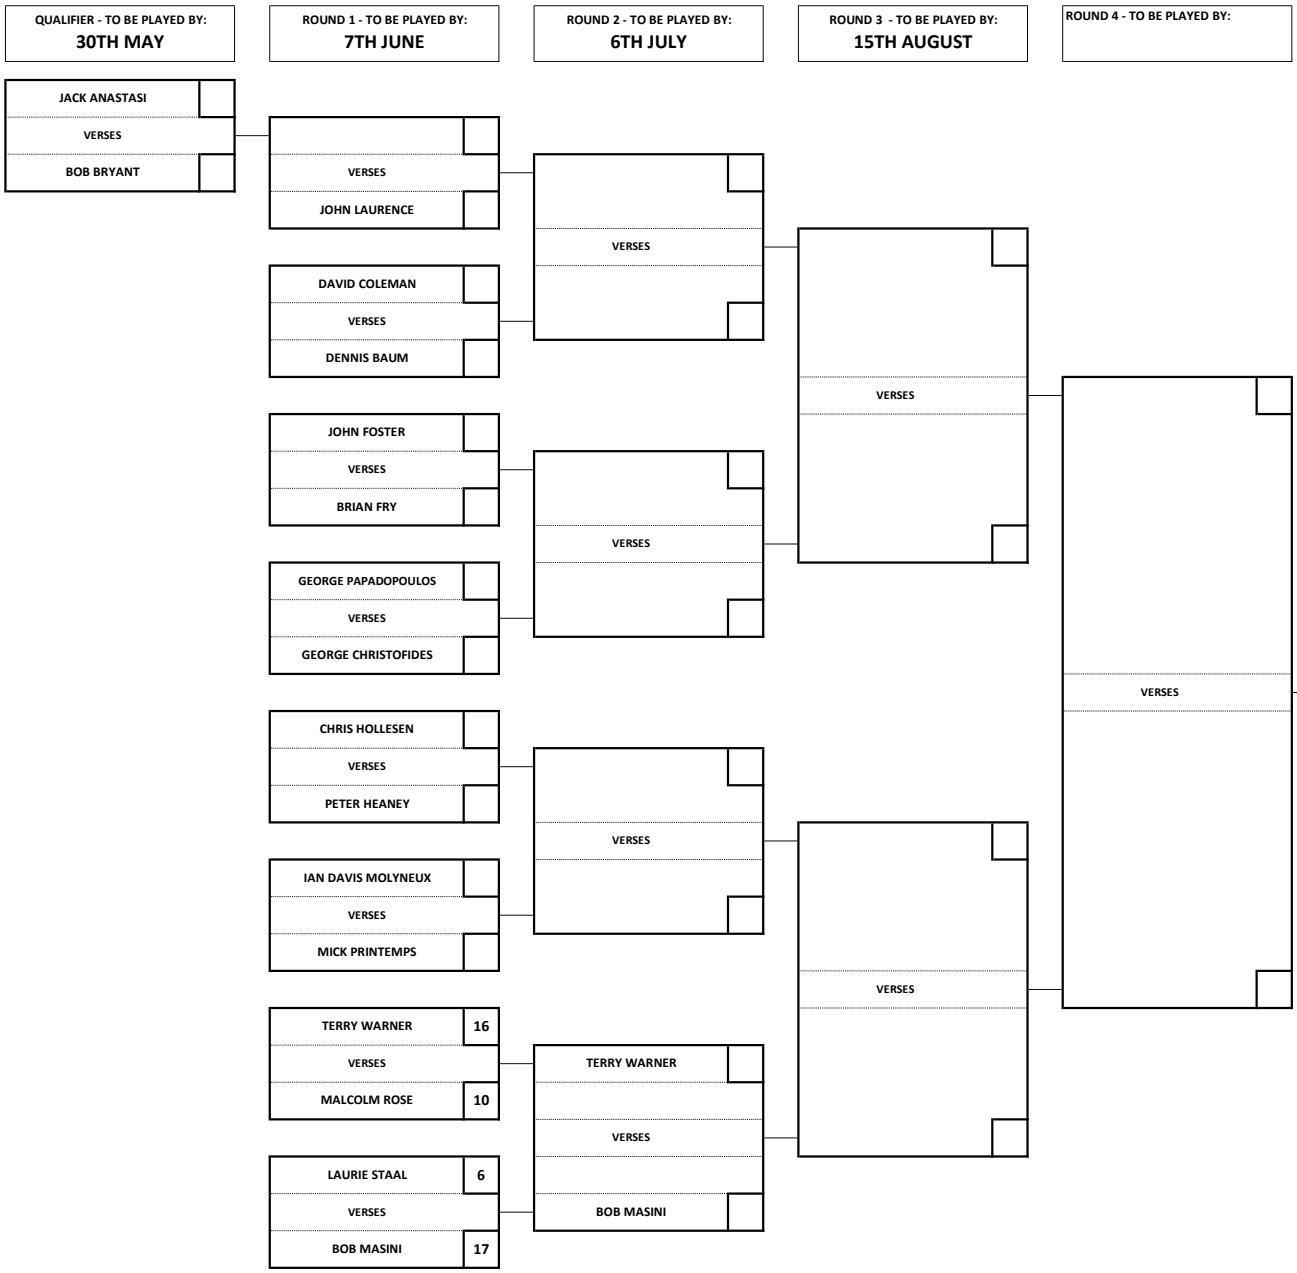 QUALIFIER - TO BE PLAYED BY:
30TH MAY
ROUND 1 - TO BE PLAYED BY:
7TH JUNE
ROUND 2 - TO BE PLAYED BY:
6TH JULY
ROUND 3 - TO BE PLAYED BY:
15TH AUGUST
ROUND 4 - TO BE PLAYED BY:
JACK ANASTASI
VERSES
BOB BRYANT
VERSES
JOHN LAURENCE
DAVID COLEMAN
VERSES
DENNIS BAUM
JOHN FOSTER
VERSES
BRIAN FRY
GEORGE PAPADOPOULOS
VERSES
GEORGE CHRISTOFIDES
CHRIS HOLLESEN
VERSES
PETER HEANEY
IAN DAVIS MOLYNEUX
VERSES
MICK PRINTEMPS
TERRY WARNER 16
VERSES
MALCOLM ROSE 10
LAURIE STAAL 6
VERSES
BOB MASINI 17
VERSES
VERSES
VERSES
TERRY WARNER
VERSES
BOB MASINI
VERSES
VERSES
VERSES